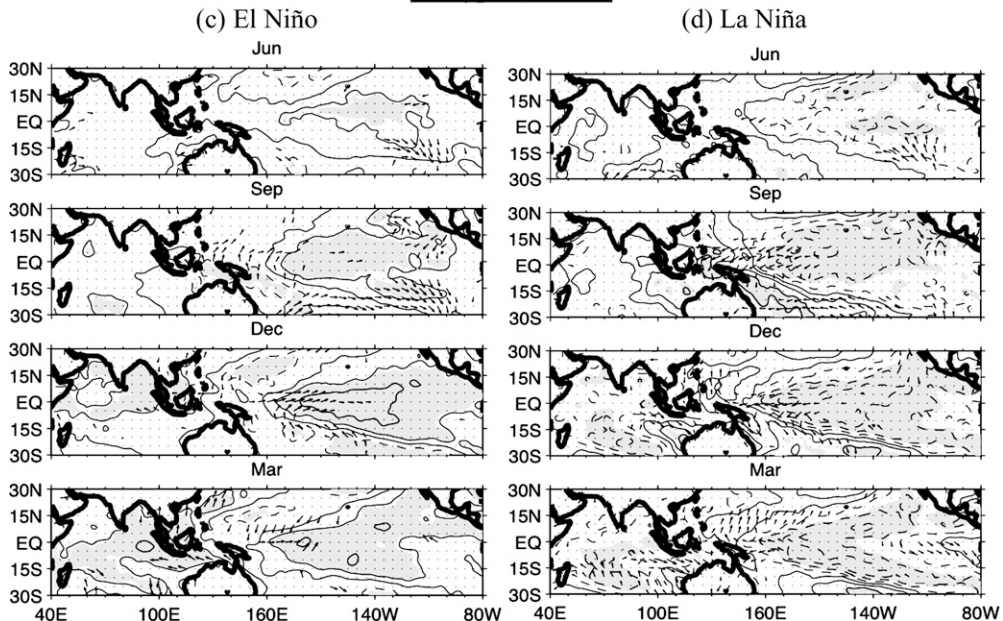 (c) El Niño
Jun
30N
15N
EQ
15S
30S
Sep
30N
15N
EQ
15S
30S
Dec
30N
15N
EQ
15S
30S
Mar
30N
15N
EQ
15S
30S
40E 100E 160E 140W 80W
(d) La Niña
Jun
30N
15N
EQ
15S
30S
Sep
30N
15N
EQ
15S
30S
Dec
30N
15N
EQ
15S
30S
Mar
30N
15N
EQ
15S
30S
40E 100E 160E 140W 80W